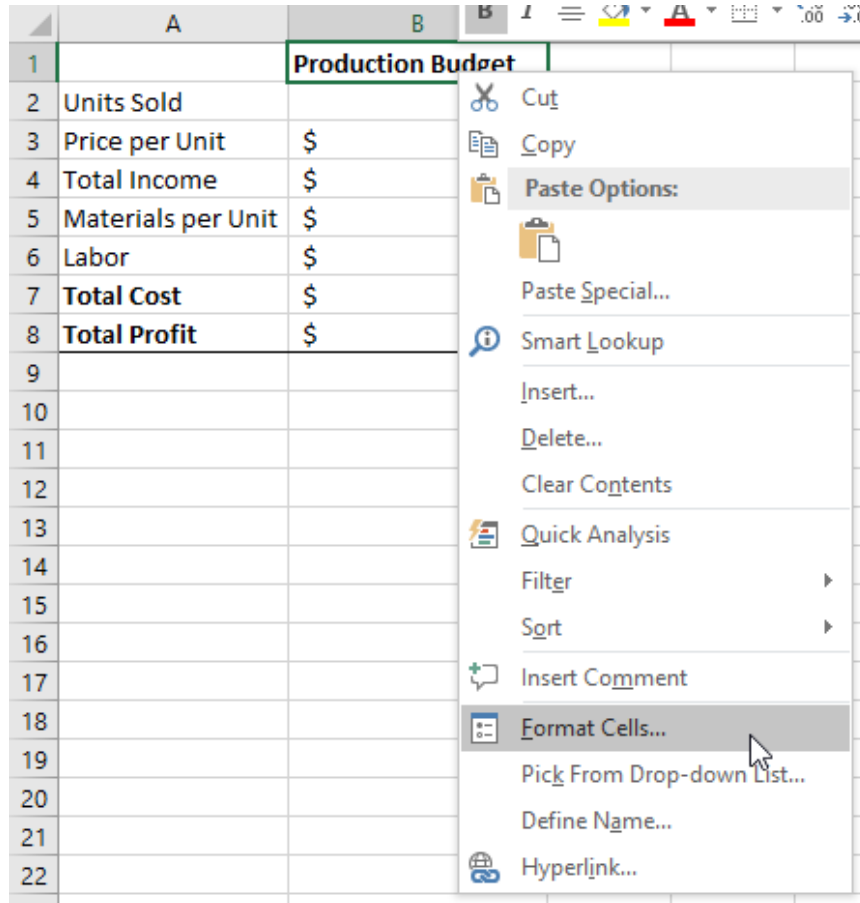 B I A .00
A B
1 Production Budget
2 Units Sold
3 Price per Unit $
4 Total Income $
5 Materials per Unit $
6 Labor $
7 Total Cost $
8 Total Profit $
9
10
11
12
13
14
15
16
17
18
19
20
21
22
Cut
Copy
Paste Options:
Paste Special...
Smart Lookup
Insert...
Delete...
Clear Contents
Quick Analysis
Filter
Sort
Insert Comment
Format Cells...
Pick From Drop-down List...
Define Name...
Hyperlink...